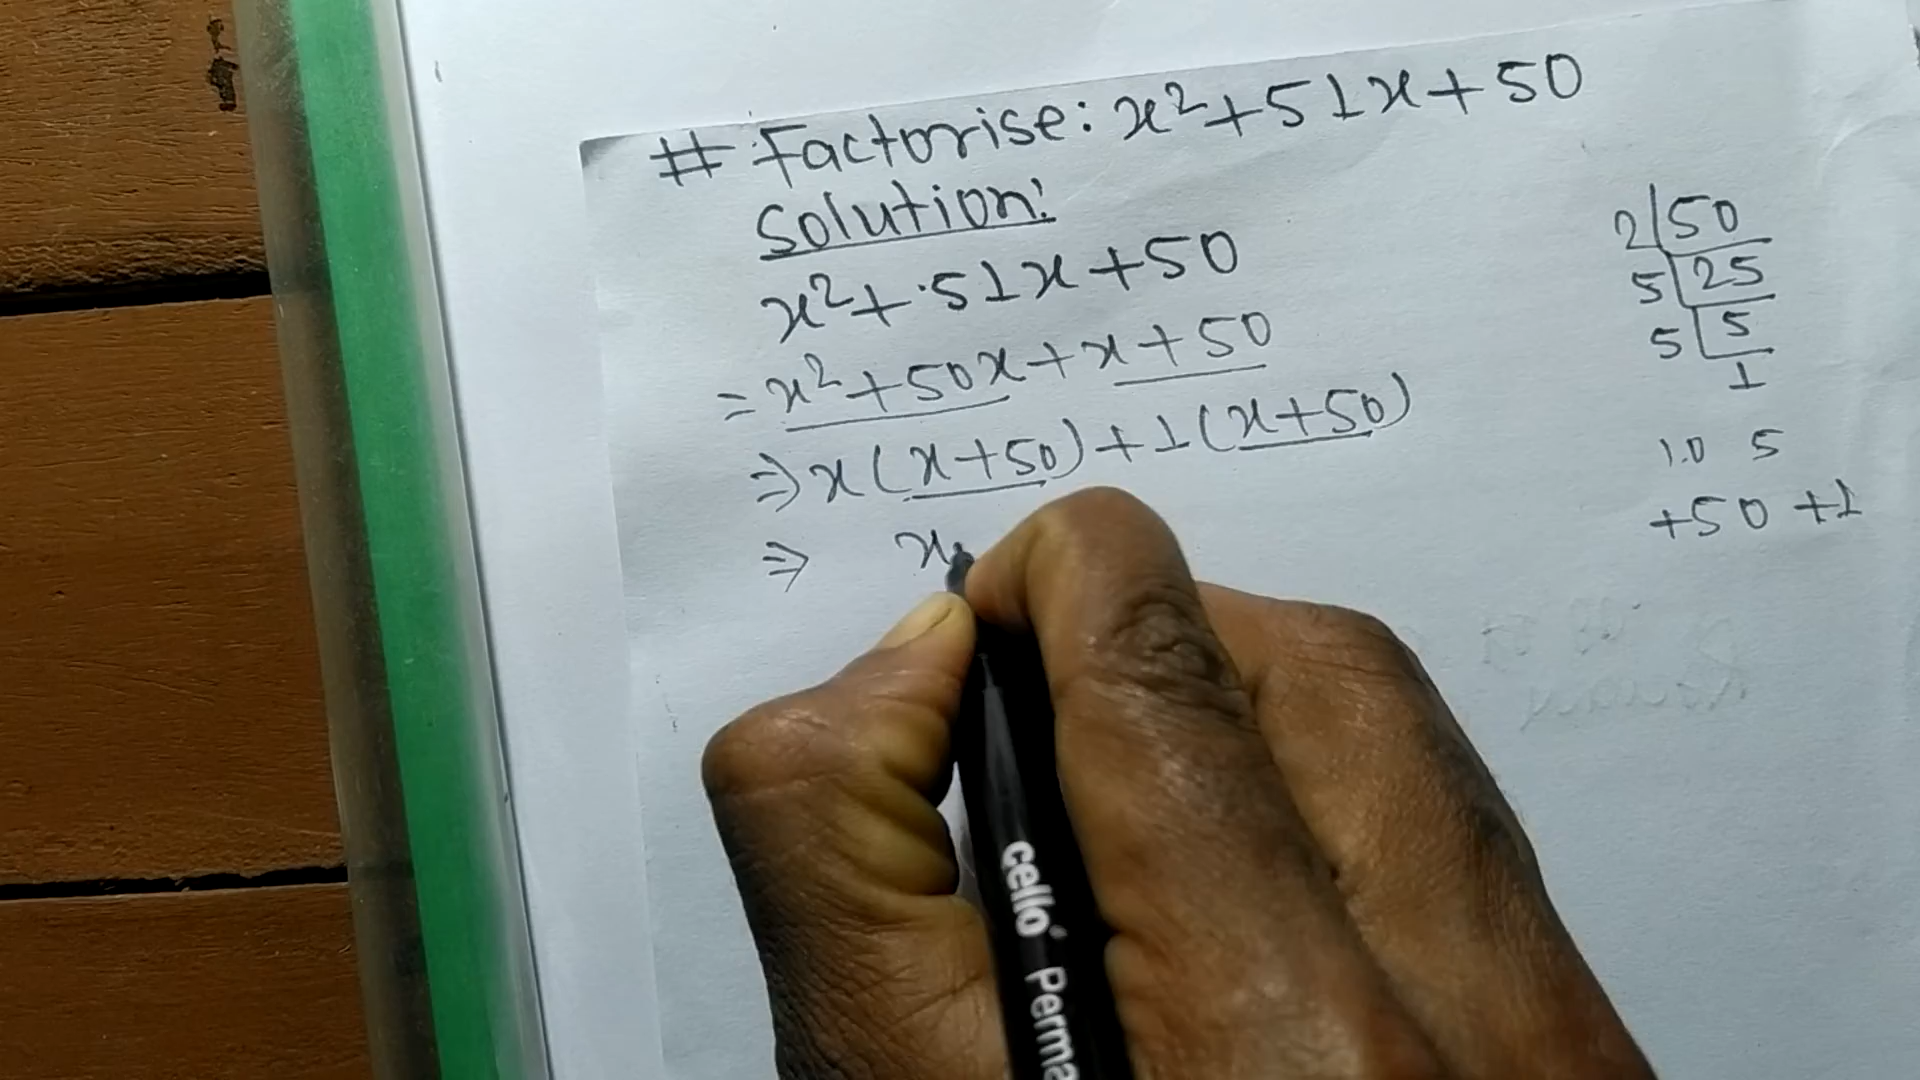 # Factorise: x²+51x+50
Solution:
x²+51x+50
=x²+50x+x+50
⇒x(x+50)+1(x+50)
⇒ x
2 50
5 25
5 5
1
10 5
+50 +1
cello Perma